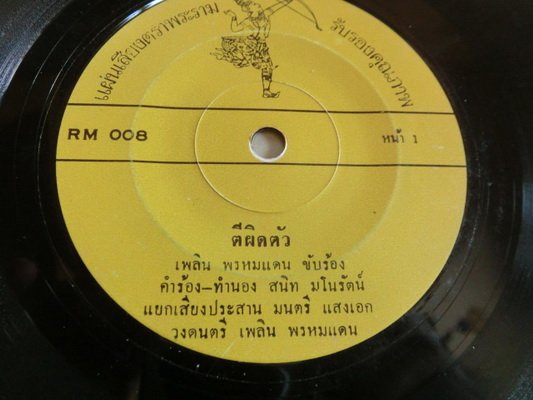 แผ่นเสียงตราพระราม
รับรองคุณภาพ
RM 008
หน้า 1
ตีผิดตัว
เพลิน พรหมแดน ขับร้อง
คำร้อง-ทำนอง สนิท มโนรัตน์
แยกเสียงประสาน มนตรี แสงเอก
วงดนตรี เพลิน พรหมแดน